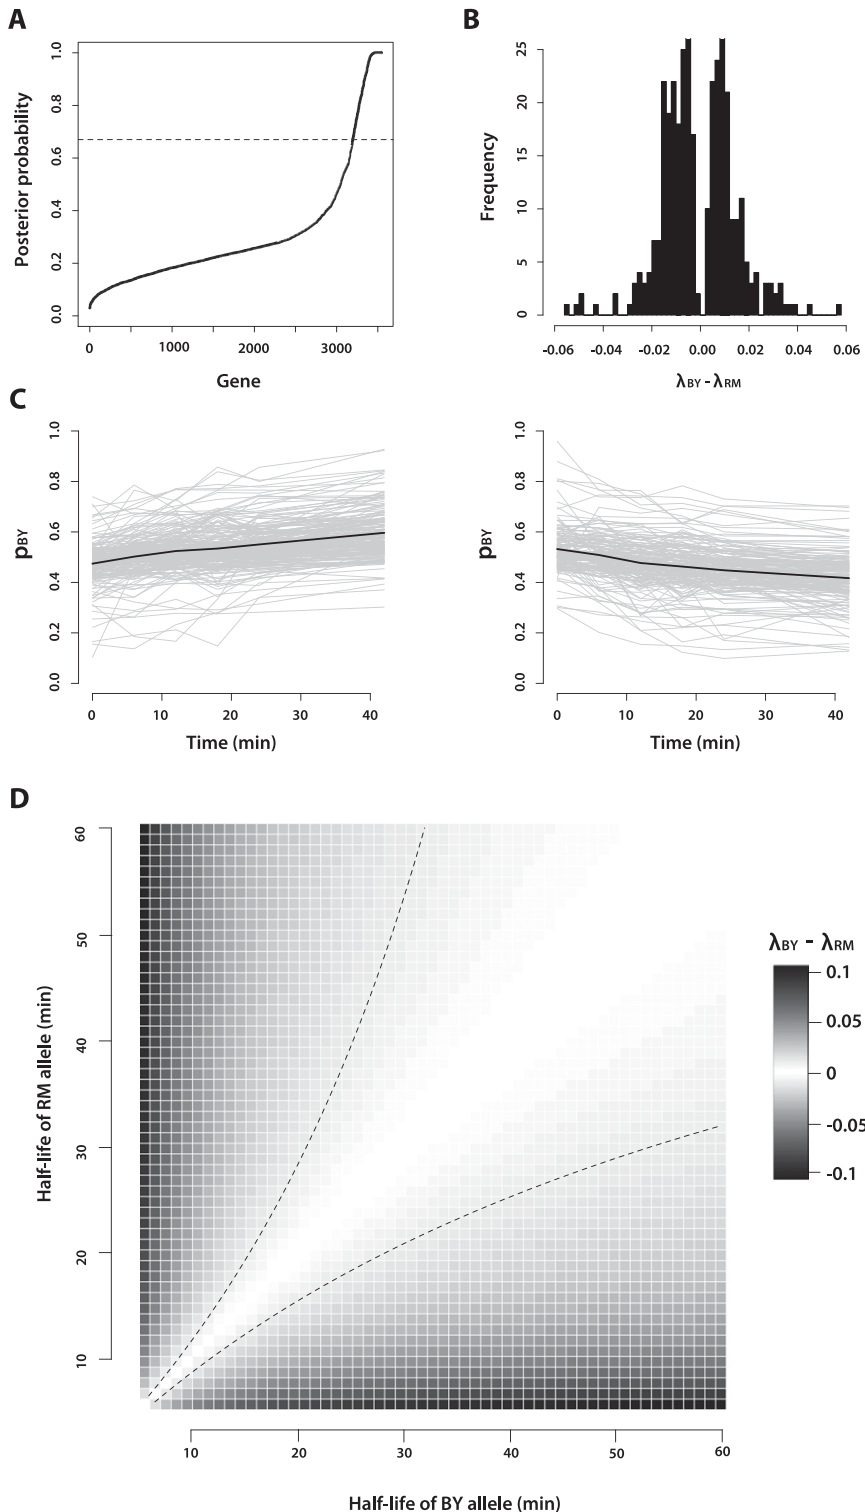 A
Posterior probability
1.0
0.8
0.6
0.4
0.2
0.0
0 1000 2000 3000
Gene
B
Frequency
25
20
15
10
5
0
-0.06 -0.04 -0.02 0.00 0.02 0.04 0.06
λBY - λRM
C
pBY
1.0
0.8
0.6
0.4
0.2
0.0
0 10 20 30 40
Time (min)
pBY
1.0
0.8
0.6
0.4
0.2
0.0
0 10 20 30 40
Time (min)
D
Half-life of RM allele (min)
60
50
40
30
20
10
10 20 30 40 50 60
Half-life of BY allele (min)
λBY - λRM
0.1
0.05
0
-0.05
-0.1